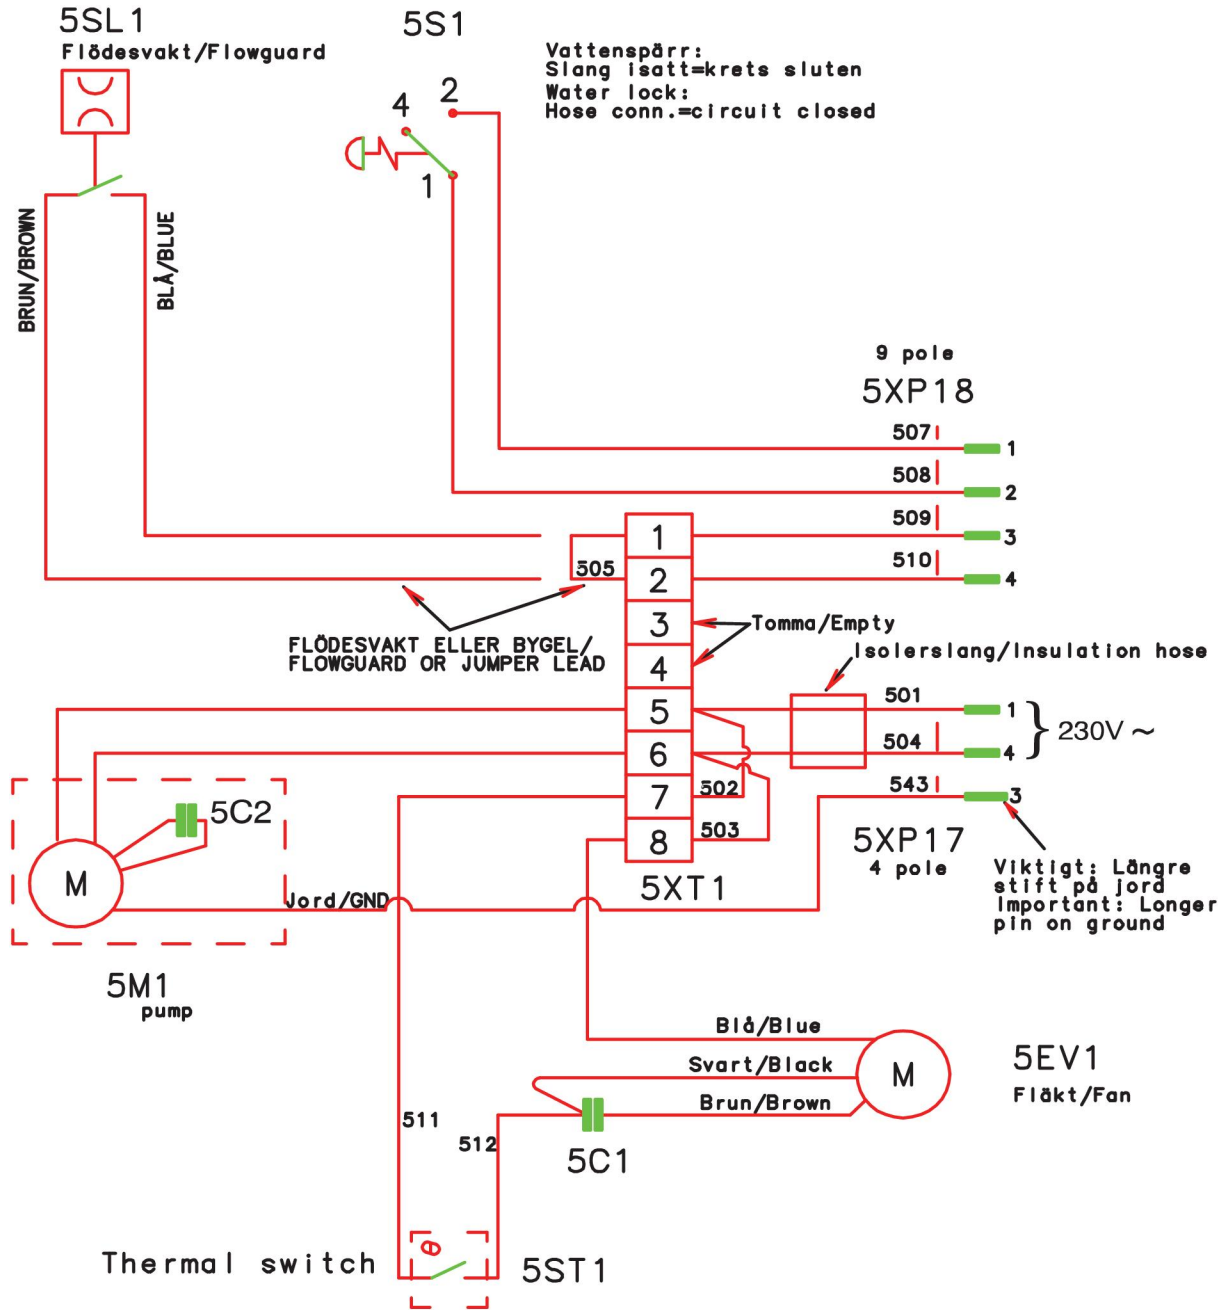 5SL1
Flödesvakt/Flowguard
5S1
Vattenspärr:
Slang isatt=krets sluten
Water lock:
Hose conn.=circuit closed
4
2
1
BRUN/BROWN
BLÅ/BLUE
9 pole
5XP18
507
1
508
2
509
3
510
4
1
505
2
3
4
5
6
7
8
Tomma/Empty
FLÖDESVAKT ELLER BYGEL/
FLOWGUARD OR JUMPER LEAD
Isolerslang/Insulation hose
501
1
504
4
230V ~
543
3
502
503
5XT1
5XP17
4 pole
Viktigt: Längre
stift på jord
Important: Longer
pin on ground
5C2
M
Jord/GND
5M1
pump
Blå/Blue
Svart/Black
Brun/Brown
M
5EV1
Fläkt/Fan
511
512
5C1
Thermal switch
θ
5ST1